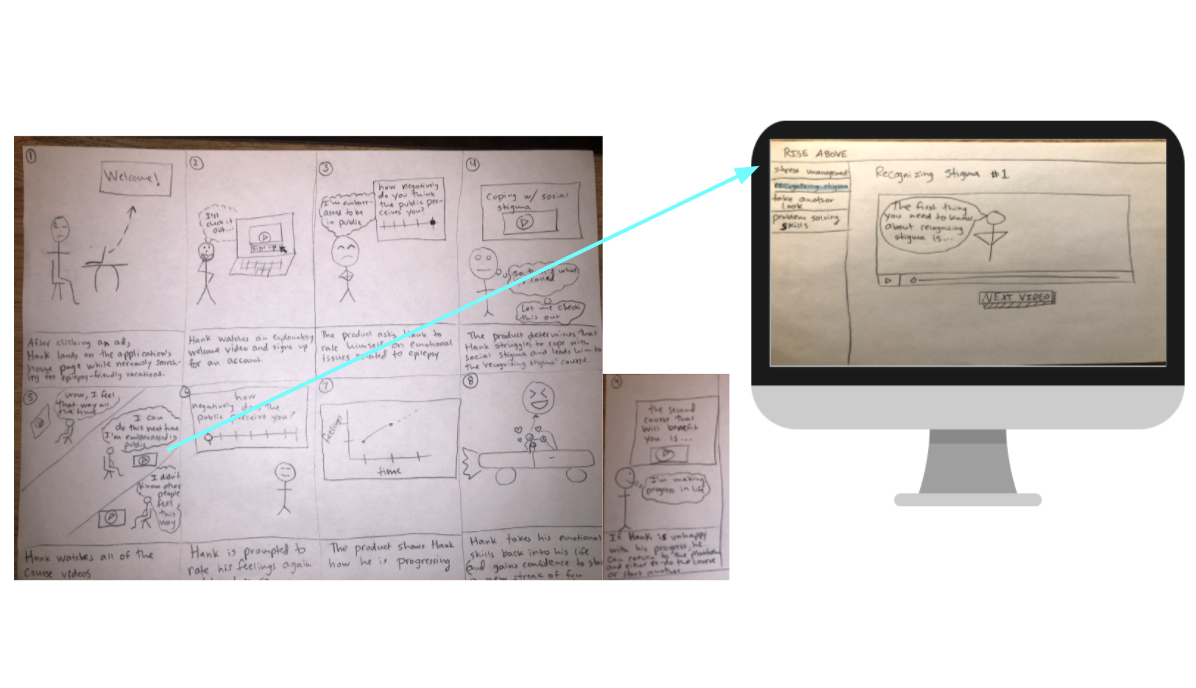 1
Welcome!
After clicking an ad,
Hank lands on the application's
home page while nervously search-
ing for epilepsy-friendly vacations.
2
I'll
check it
out...
Sign up
Hank watches an explanatory
welcome video and signs up
for an account.
3
I'm embarr-
assed to be
in public
how negatively
do you think
the public per-
ceives you?
The product asks Hank to
rate himself on emotional
issues related to epilepsy
4
Coping w/ social
stigma
So that's what
it's called
Let me check
this out
The product determines that
Hank struggles to cope with
social stigma and leads him to
the 'recognizing stigma' course.
5
wow, I feel
that way all
the time
I can
do this next time
I'm embarrassed in
public
I didn't
know other
people
feel
this
way
Hank watches all of the
course videos
6
how
negatively does the
public perceive you?
Hank is prompted to
rate his feelings again
7
feelings
time
The product shows Hank
how he is progressing
8
Hank takes his emotional
skills back into his life
and gains confidence to start
a new streak of fun
9
the second
course that
will benefit
you is...
I'm making
progress in life
If Hank is unhappy
with his progress, he
can return to the platform
and either re-do the course
or start another
RISE ABOVE
stress management
recognizing stigma
take another
look
problem solving
skills
Recognizing Stigma #1
The first thing
you need to know
about recognizing
stigma is...
NEXT VIDEO